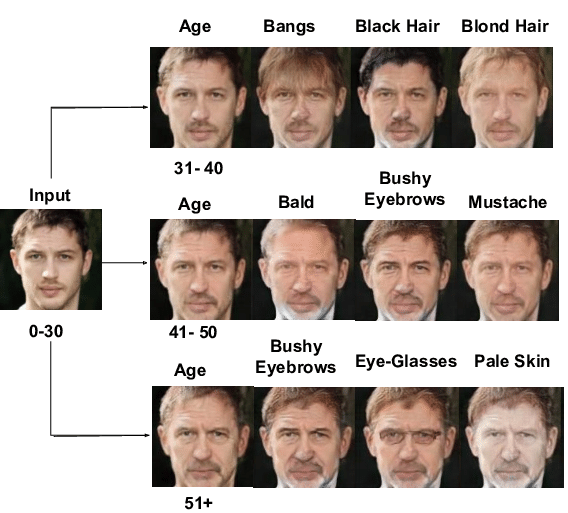 Age Bangs Black Hair Blond Hair
31- 40
Input
0-30
Age Bald Bushy Eyebrows Mustache
41- 50
Age Bushy Eyebrows Eye-Glasses Pale Skin
51+